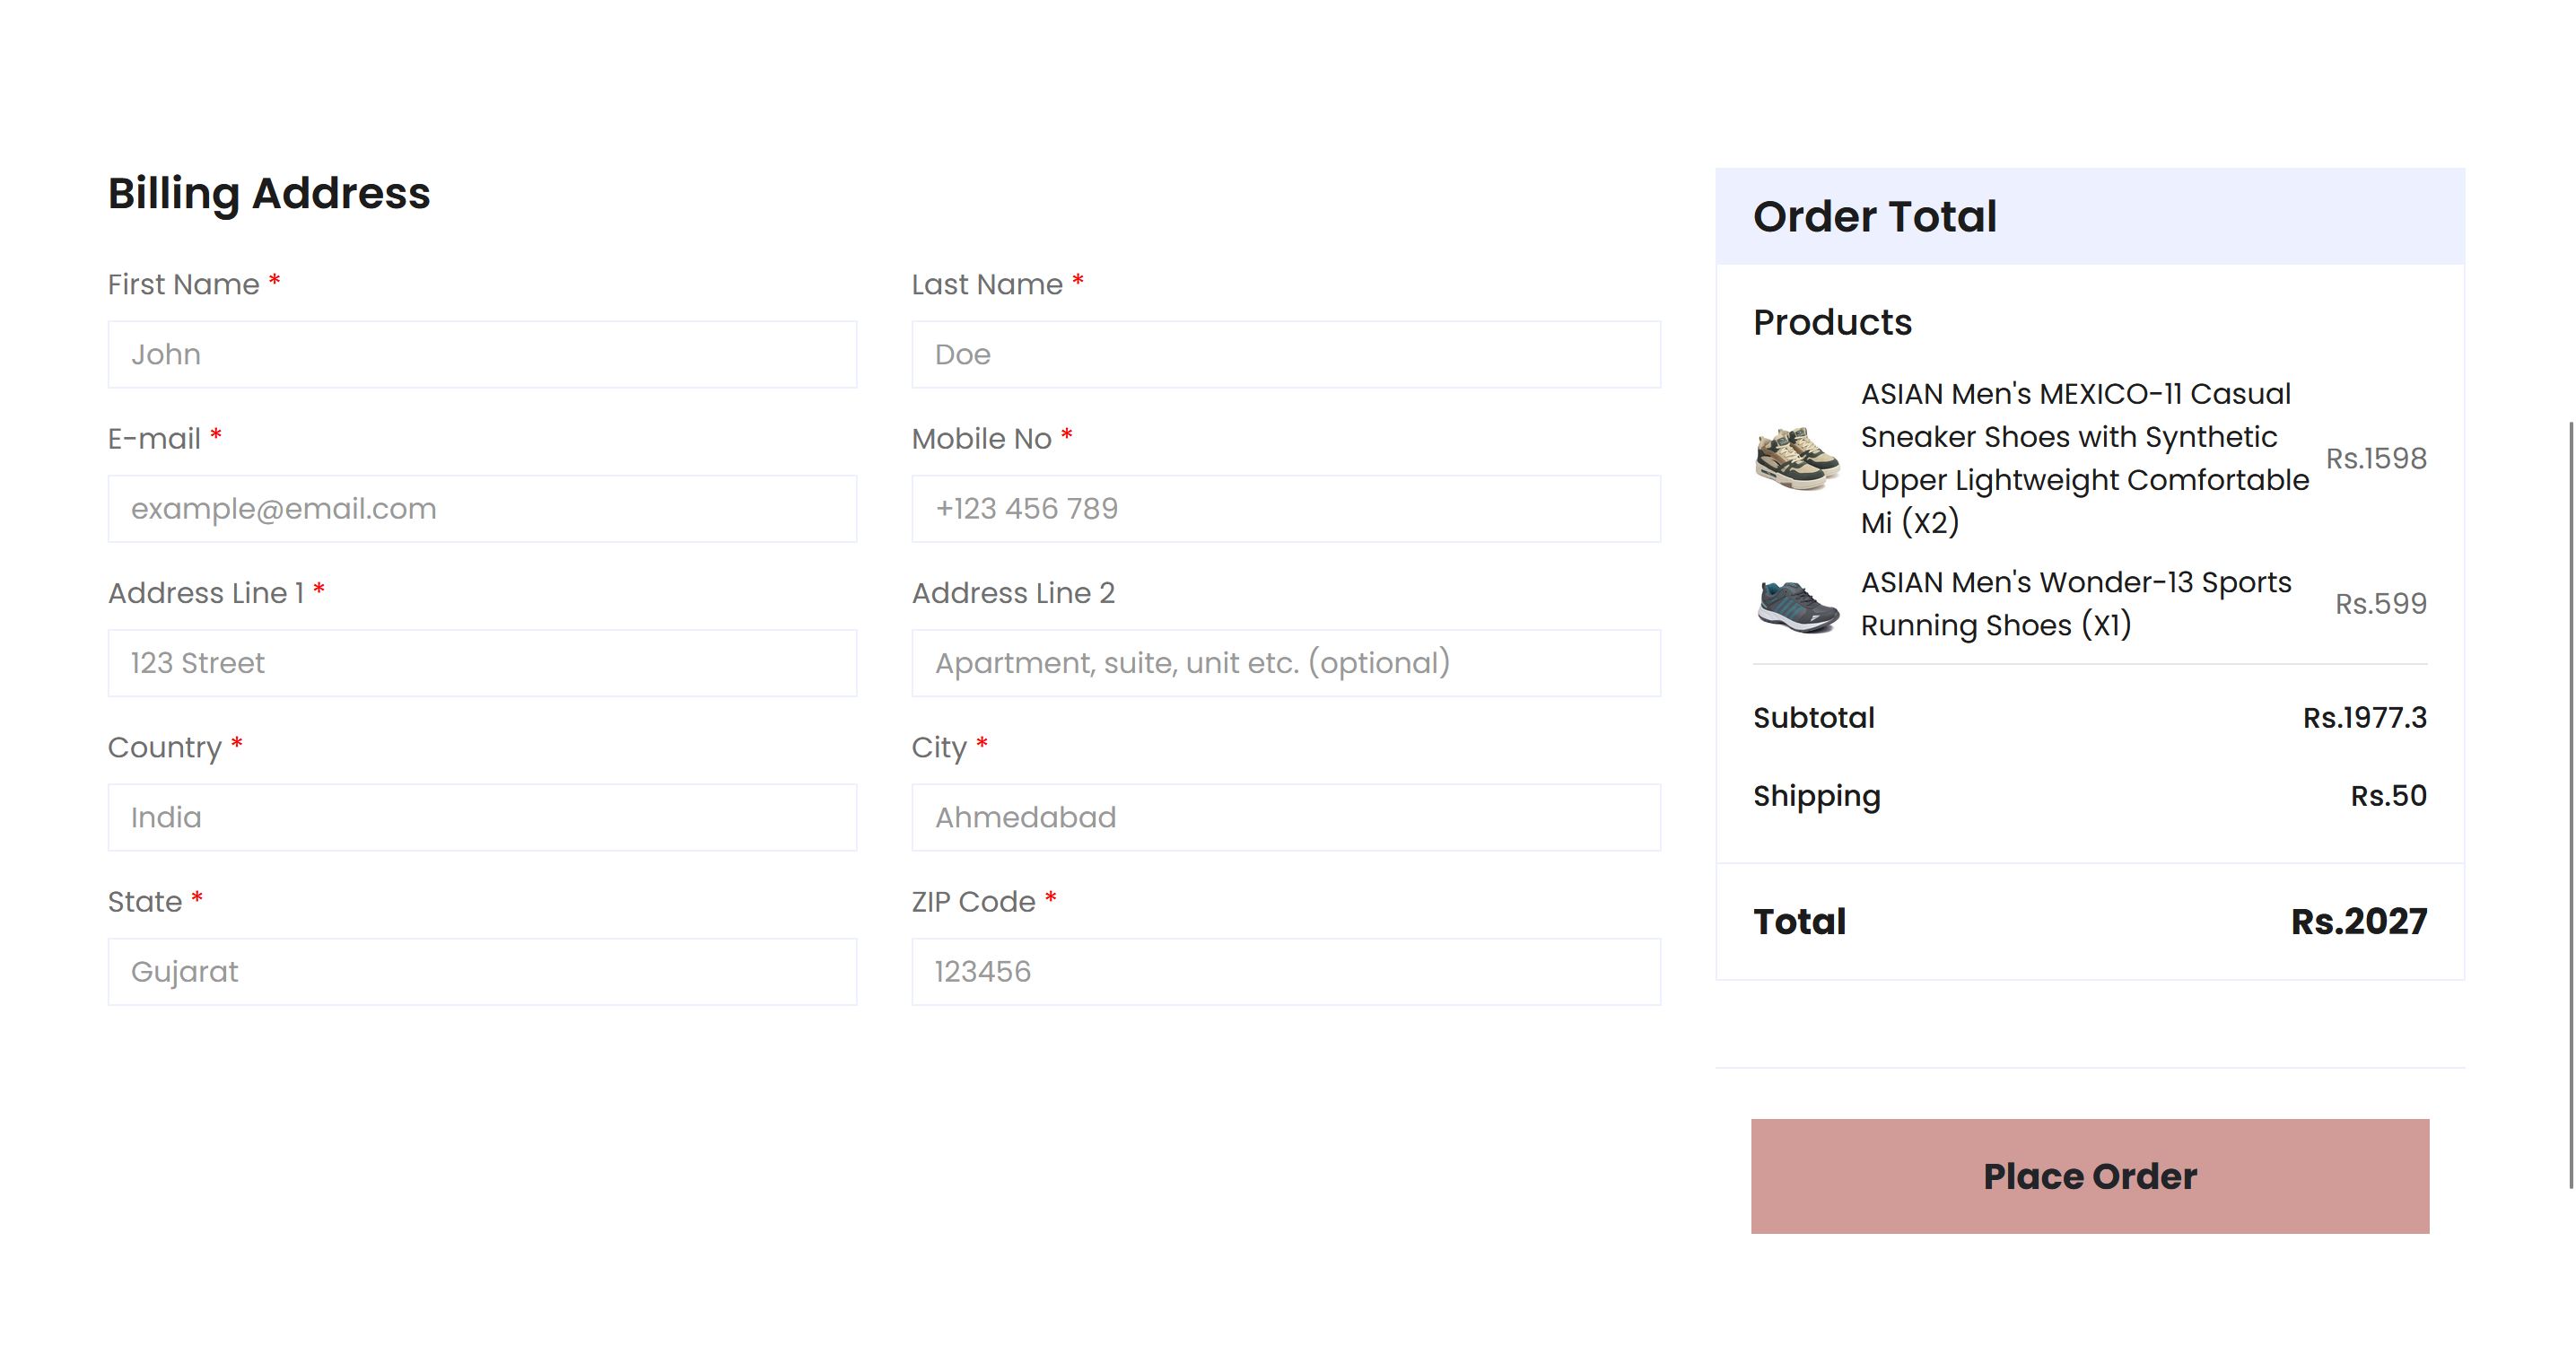 Billing Address
First Name *
Last Name *
John
Doe
E-mail *
Mobile No *
example@email.com
+123 456 789
Address Line 1 *
Address Line 2
123 Street
Apartment, suite, unit etc. (optional)
Country *
City *
India
Ahmedabad
State *
ZIP Code *
Gujarat
123456
Order Total
Products
ASIAN Men's MEXICO-11 Casual
Sneaker Shoes with Synthetic
Upper Lightweight Comfortable
Mi (X2)
Rs.1598
ASIAN Men's Wonder-13 Sports
Running Shoes (X1)
Rs.599
Subtotal Rs.1977.3
Shipping Rs.50
Total Rs.2027
Place Order